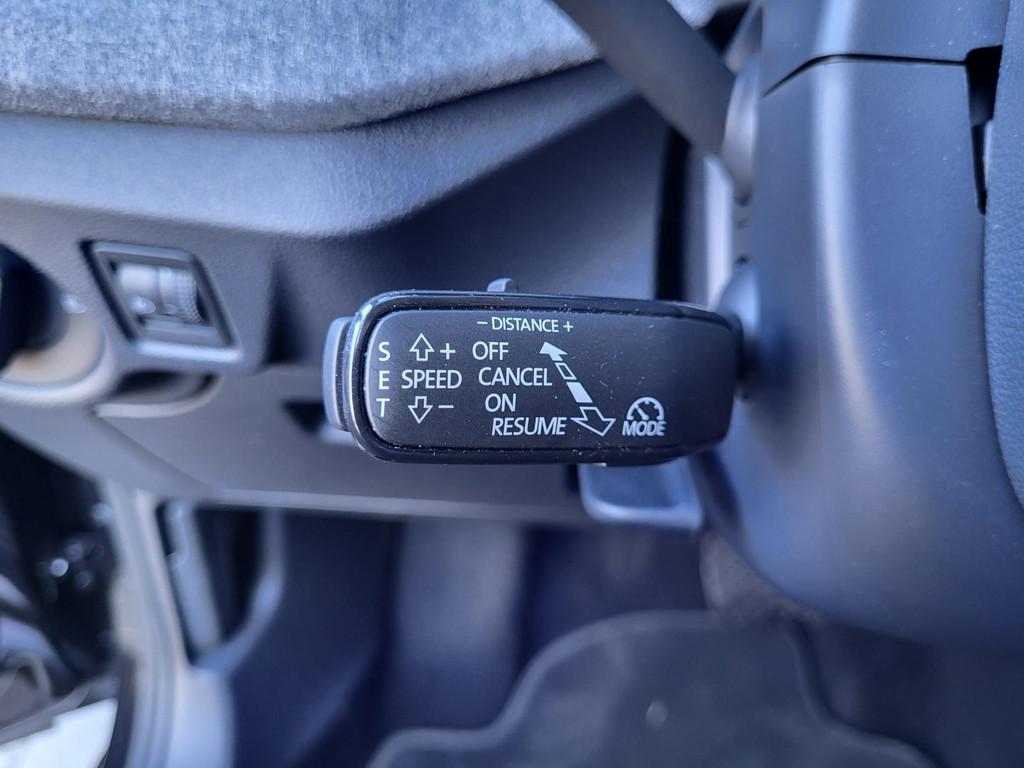 - DISTANCE +
S + OFF
E SPEED CANCEL
T - ON
RESUME MODE